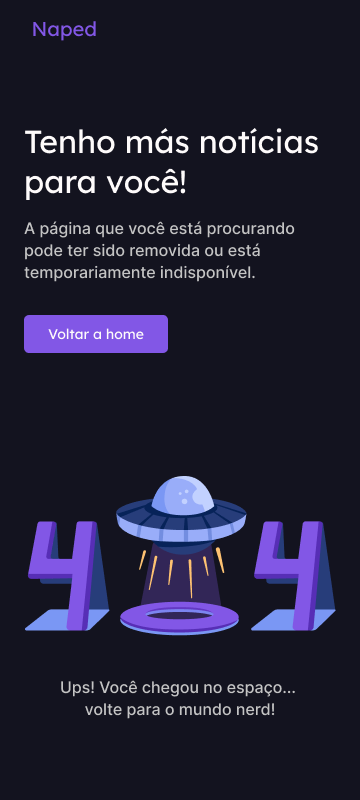 Naped
Tenho más notícias
para você!
A página que você está procurando
pode ter sido removida ou está
temporariamente indisponível.
Voltar a home
404
Ups! Você chegou no espaço...
volte para o mundo nerd!